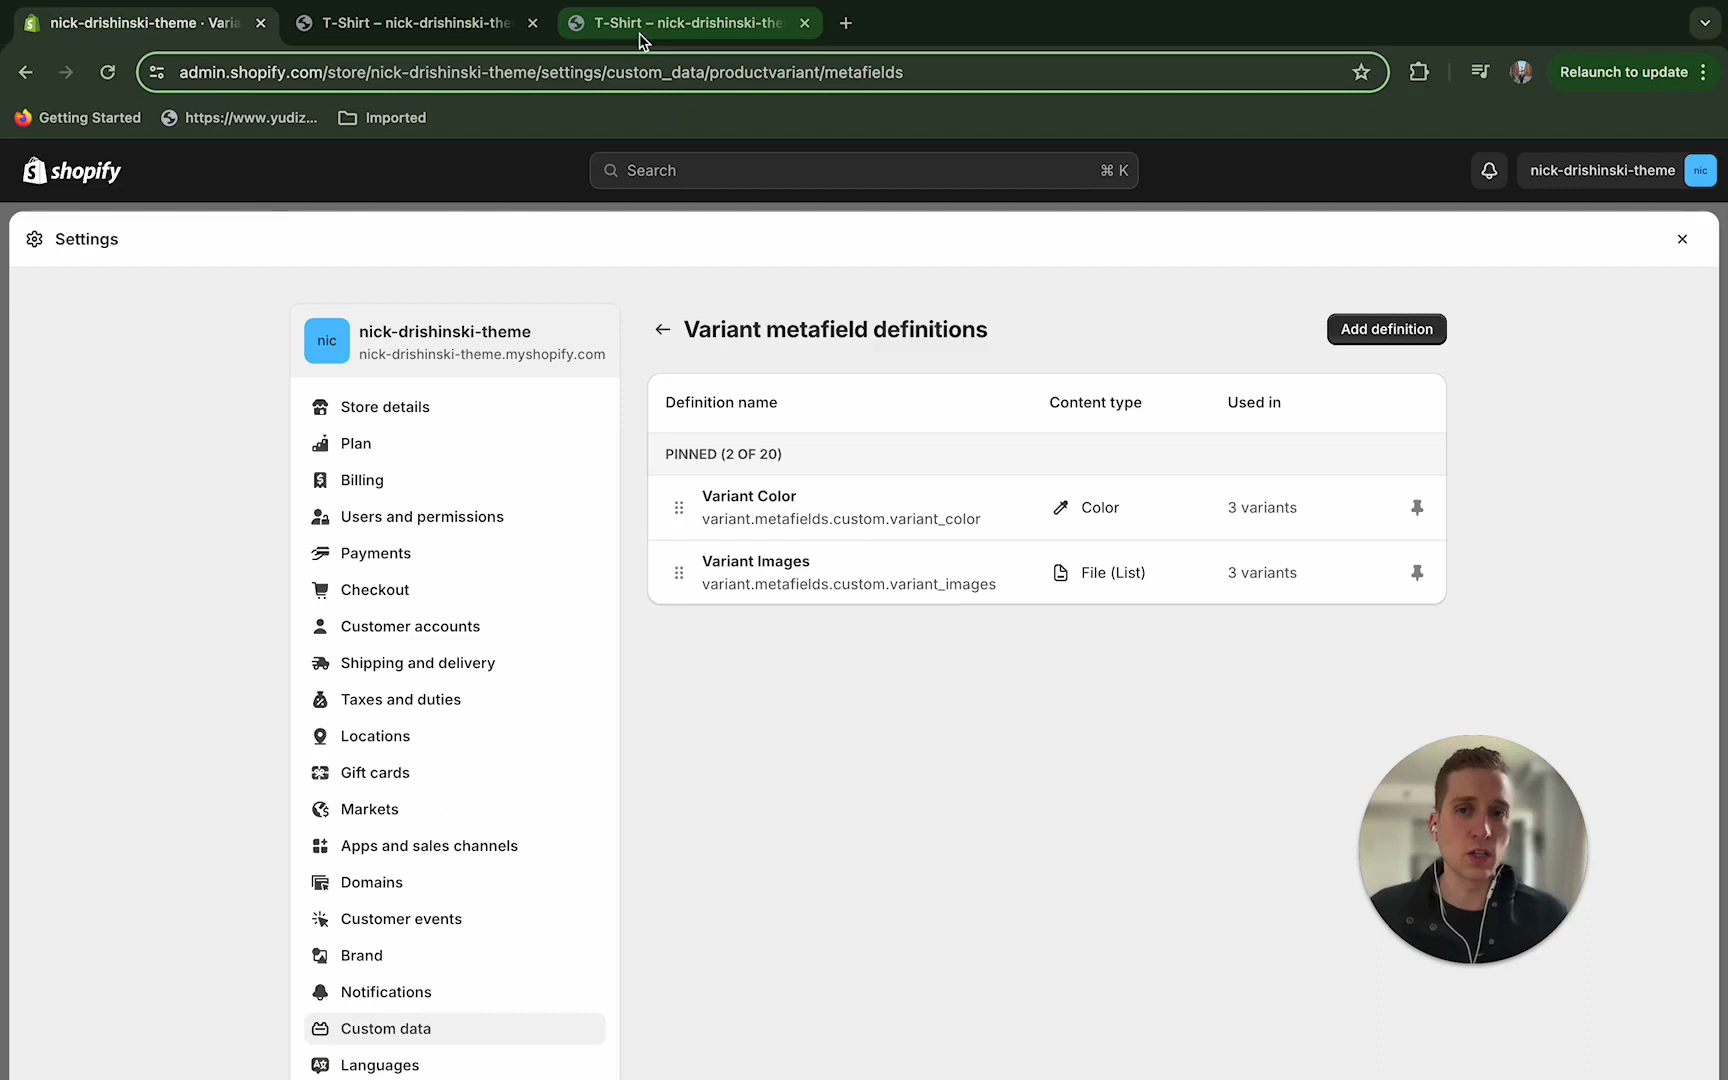 nick-drishinski-theme · Varia
T-Shirt – nick-drishinski-the
T-Shirt – nick-drishinski-the
admin.shopify.com/store/nick-drishinski-theme/settings/custom_data/productvariant/metafields
Relaunch to update
Getting Started
https://www.yudiz...
Imported
shopify
Search
⌘ K
nick-drishinski-theme
nic
Settings
nic
nick-drishinski-theme
nick-drishinski-theme.myshopify.com
Store details
Plan
Billing
Users and permissions
Payments
Checkout
Customer accounts
Shipping and delivery
Taxes and duties
Locations
Gift cards
Markets
Apps and sales channels
Domains
Customer events
Brand
Notifications
Custom data
Languages
Variant metafield definitions
Add definition
Definition name Content type Used in
PINNED (2 OF 20)
Variant Color
variant.metafields.custom.variant_color
Color
3 variants
Variant Images
variant.metafields.custom.variant_images
File (List)
3 variants